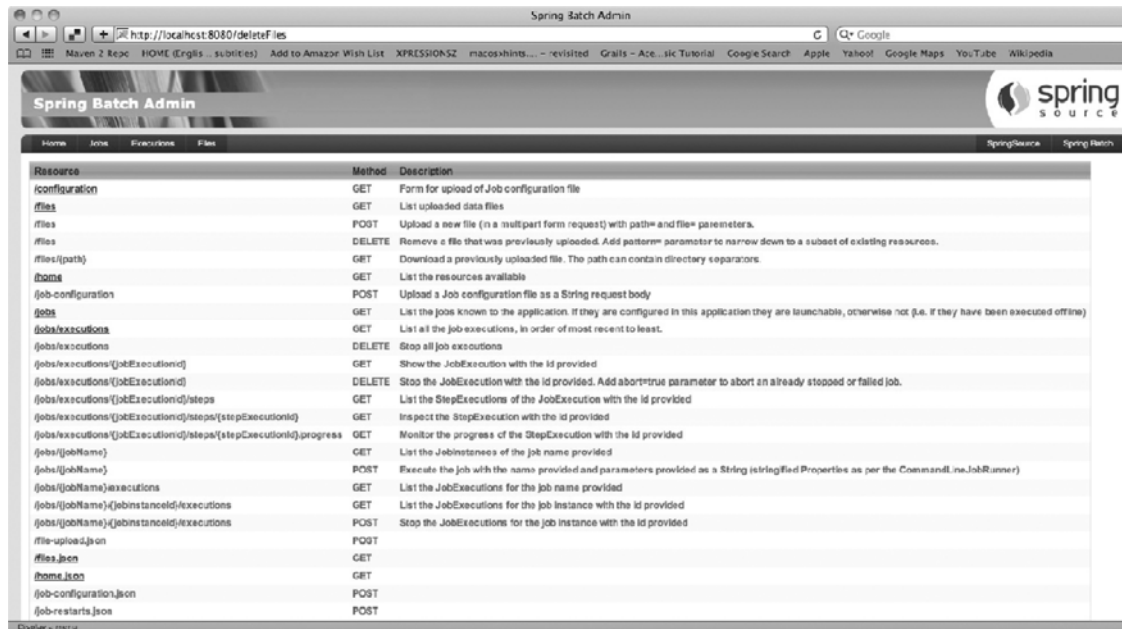 Spring Batch Admin
http://localhost:8080/deleteFiles
Google
Maven 2 Repo HOME (Englis... subtitles) Add to Amazon Wish List XPRESSIONSZ macosxhints.... – revisited Grails – Ace...sic Tutorial Google Search Apple Yahoo! Google Maps YouTube Wikipedia
Spring Batch Admin
spring
source
Home Jobs Executions Files SpringSource Spring Batch
Resource Method Description
/configuration GET Form for upload of Job configuration file
/files GET List uploaded data files
/files POST Upload a new file (in a multipart form request) with path= and file= paremeters.
/files DELETE Remove a file that was previously uploaded. Add pattern= parameter to narrow down to a subset of existing resources.
/files/{path} GET Download a previously uploaded file. The path can contain directory separators.
/home GET List the resources available
/job-configuration POST Upload a Job configuration file as a String request body
/jobs GET List the jobs known to the application. If they are configured in this application they are launchable, otherwise not (i.e. if they have been executed offline)
/jobs/executions GET List all the job executions, in order of most recent to least.
/jobs/executions DELETE Stop all job executions
/jobs/executions/{jobExecutionId} GET Show the JobExecution with the id provided
/jobs/executions/{jobExecutionId} DELETE Stop the JobExecution with the id provided. Add abort=true parameter to abort an already stopped or failed job.
/jobs/executions/{jobExecutionId}/steps GET List the StepExecutions of the JobExecution with the id provided
/jobs/executions/{jobExecutionId}/steps/{stepExecutionId} GET Inspect the StepExecution with the id provided
/jobs/executions/{jobExecutionId}/steps/{stepExecutionId}/progress GET Monitor the progress of the StepExecution with the id provided
/jobs/{jobName} GET List the JobInstances of the job name provided
/jobs/{jobName} POST Execute the job with the name provided and parameters provided as a String (stringified Properties as per the CommandLineJobRunner)
/jobs/{jobName}/executions GET List the JobExecutions for the job name provided
/jobs/{jobName}/{jobInstanceId}/executions GET List the JobExecutions for the job instance with the id provided
/jobs/{jobName}/{jobInstanceId}/executions POST Stop the JobExecutions for the job instance with the id provided
/file-upload.json POST
/files.json GET
/home.json GET
/job-configuration.json POST
/job-restarts.json POST